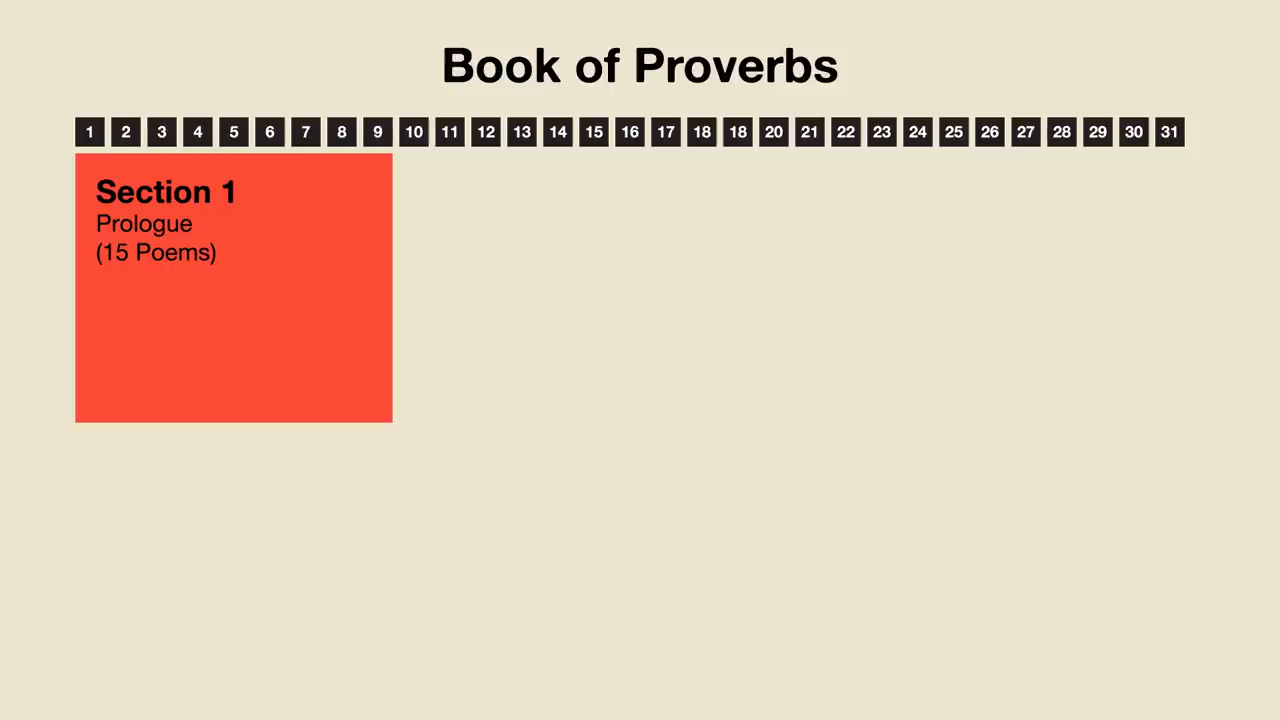 Book of Proverbs
1 2 3 4 5 6 7 8 9 10 11 12 13 14 15 16 17 18 18 20 21 22 23 24 25 26 27 28 29 30 31
Section 1
Prologue
(15 Poems)